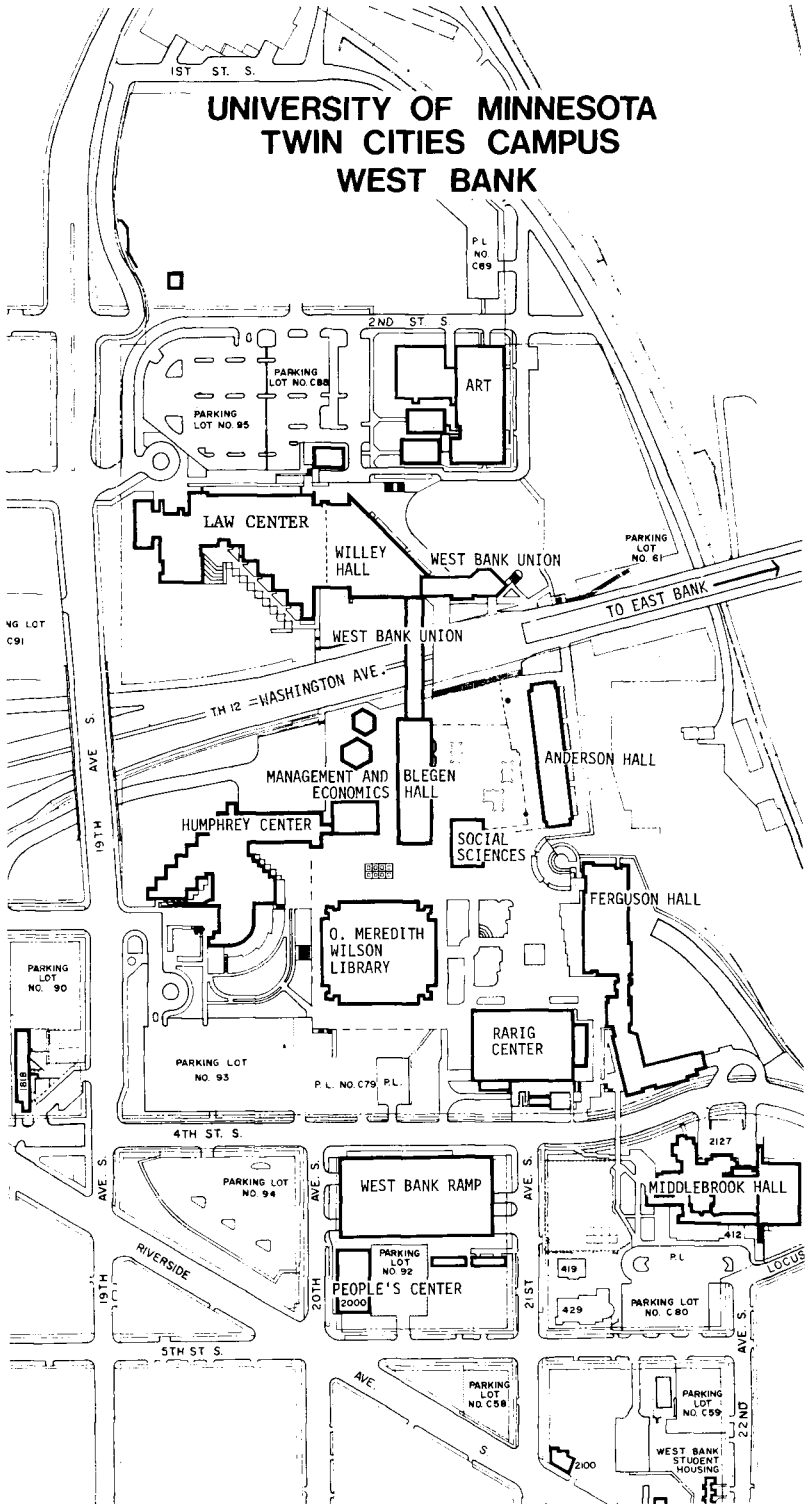 1ST ST. S.
UNIVERSITY OF MINNESOTA
TWIN CITIES CAMPUS
WEST BANK
P L
NO.
C69
2ND ST. S.
PARKING
LOT NO. C88
ART
PARKING
LOT NO. 95
LAW CENTER
WILLEY
HALL
WEST BANK UNION
PARKING
LOT
NO. 61
TO EAST BANK
NG LOT
C91
WEST BANK UNION
TH 12 = WASHINGTON AVE.
19TH AVE S.
ANDERSON HALL
MANAGEMENT AND
ECONOMICS
BLEGEN
HALL
HUMPHREY CENTER
SOCIAL
SCIENCES
FERGUSON HALL
O. MEREDITH
WILSON
LIBRARY
PARKING
LOT
NO. 90
RARIG
CENTER
1818
PARKING LOT
NO. 93
P. L. NO. C79
P. L.
4TH ST. S.
2127
PARKING LOT
NO. 94
AVE. S.
AVE. S.
WEST BANK RAMP
AVE. S.
MIDDLEBROOK HALL
412
RIVERSIDE
PARKING
LOT
NO. 92
P L
LOCUS
419
PEOPLE'S CENTER
2000
19TH
20TH
21ST
429
PARKING LOT
NO. C80
AVE. S.
5TH ST S.
AVE.
S
PARKING
LOT
NO. C58
PARKING
LOT
NO. C59
22ND
2100
WEST BANK
STUDENT
HOUSING